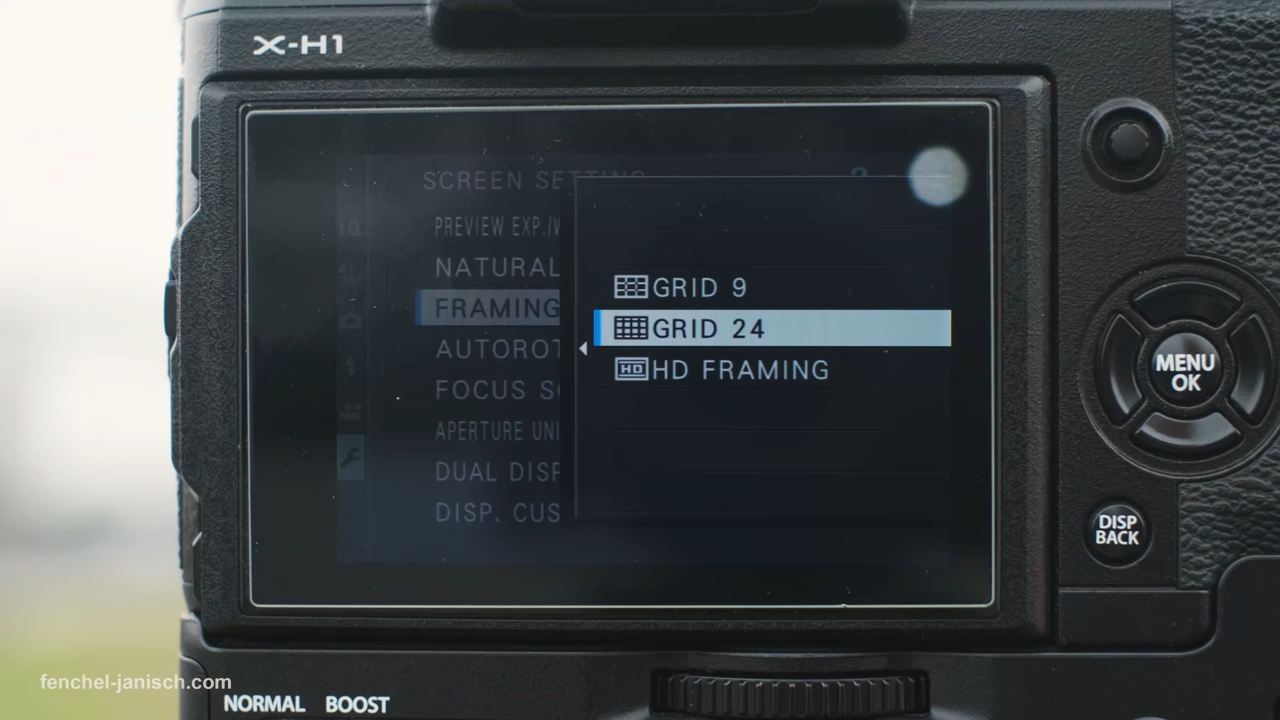 X-H1
SCREEN SETTING
PREVIEW EXP./W
NATURAL
FRAMING
AUTOROT
FOCUS SC
APERTURE UNI
DUAL DISP
DISP. CUS
GRID 9
GRID 24
HD HD FRAMING
MENU
OK
DISP
BACK
NORMAL BOOST
fenchel-janisch.com